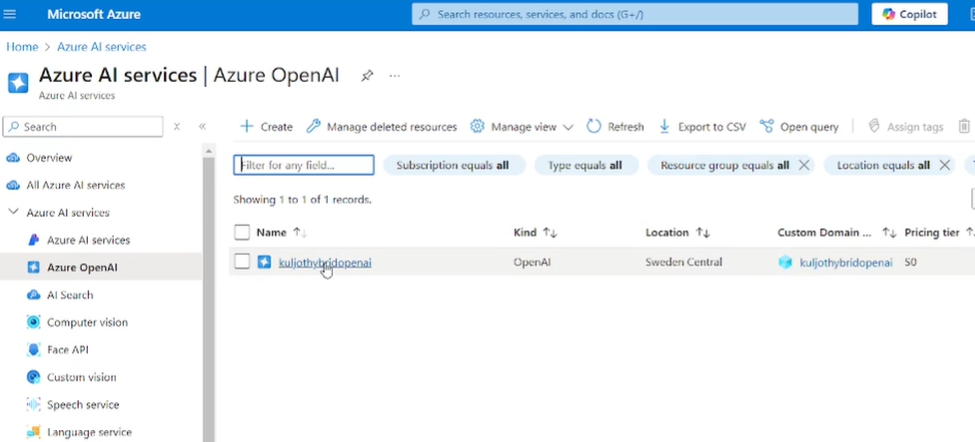 Microsoft Azure
Search resources, services, and docs (G+/)
Copilot
Home > Azure AI services
Azure AI services | Azure OpenAI
Azure AI services
Search
Create
Manage deleted resources
Manage view
Refresh
Export to CSV
Open query
Assign tags
Overview
All Azure AI services
Azure AI services
Azure AI services
Azure OpenAI
AI Search
Computer vision
Face API
Custom vision
Speech service
Language service
Filter for any field...
Subscription equals all
Type equals all
Resource group equals all
Location equals all
Showing 1 to 1 of 1 records.
Name Kind Location Custom Domain ... Pricing tier
kuljothybridopenai OpenAI Sweden Central kuljothybridopenai S0